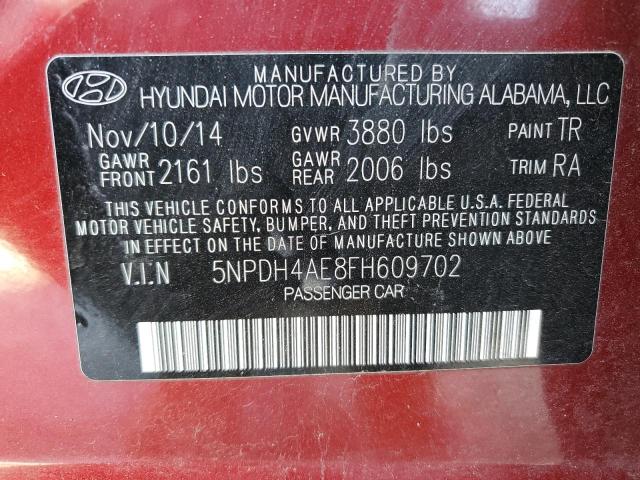 MANUFACTURED BY
HYUNDAI MOTOR MANUFACTURING ALABAMA, LLC
Nov/10/14 GVWR 3880 lbs PAINT TR
GAWR FRONT 2161 lbs GAWR REAR 2006 lbs TRIM RA
THIS VEHICLE CONFORMS TO ALL APPLICABLE U.S.A. FEDERAL
MOTOR VEHICLE SAFETY, BUMPER, AND THEFT PREVENTION STANDARDS
IN EFFECT ON THE DATE OF MANUFACTURE SHOWN ABOVE
V.I.N 5NPDH4AE8FH609702
PASSENGER CAR